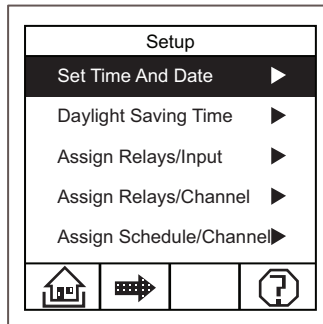 Setup
Set Time And Date
Daylight Saving Time
Assign Relays/Input
Assign Relays/Channel
Assign Schedule/Channel
?